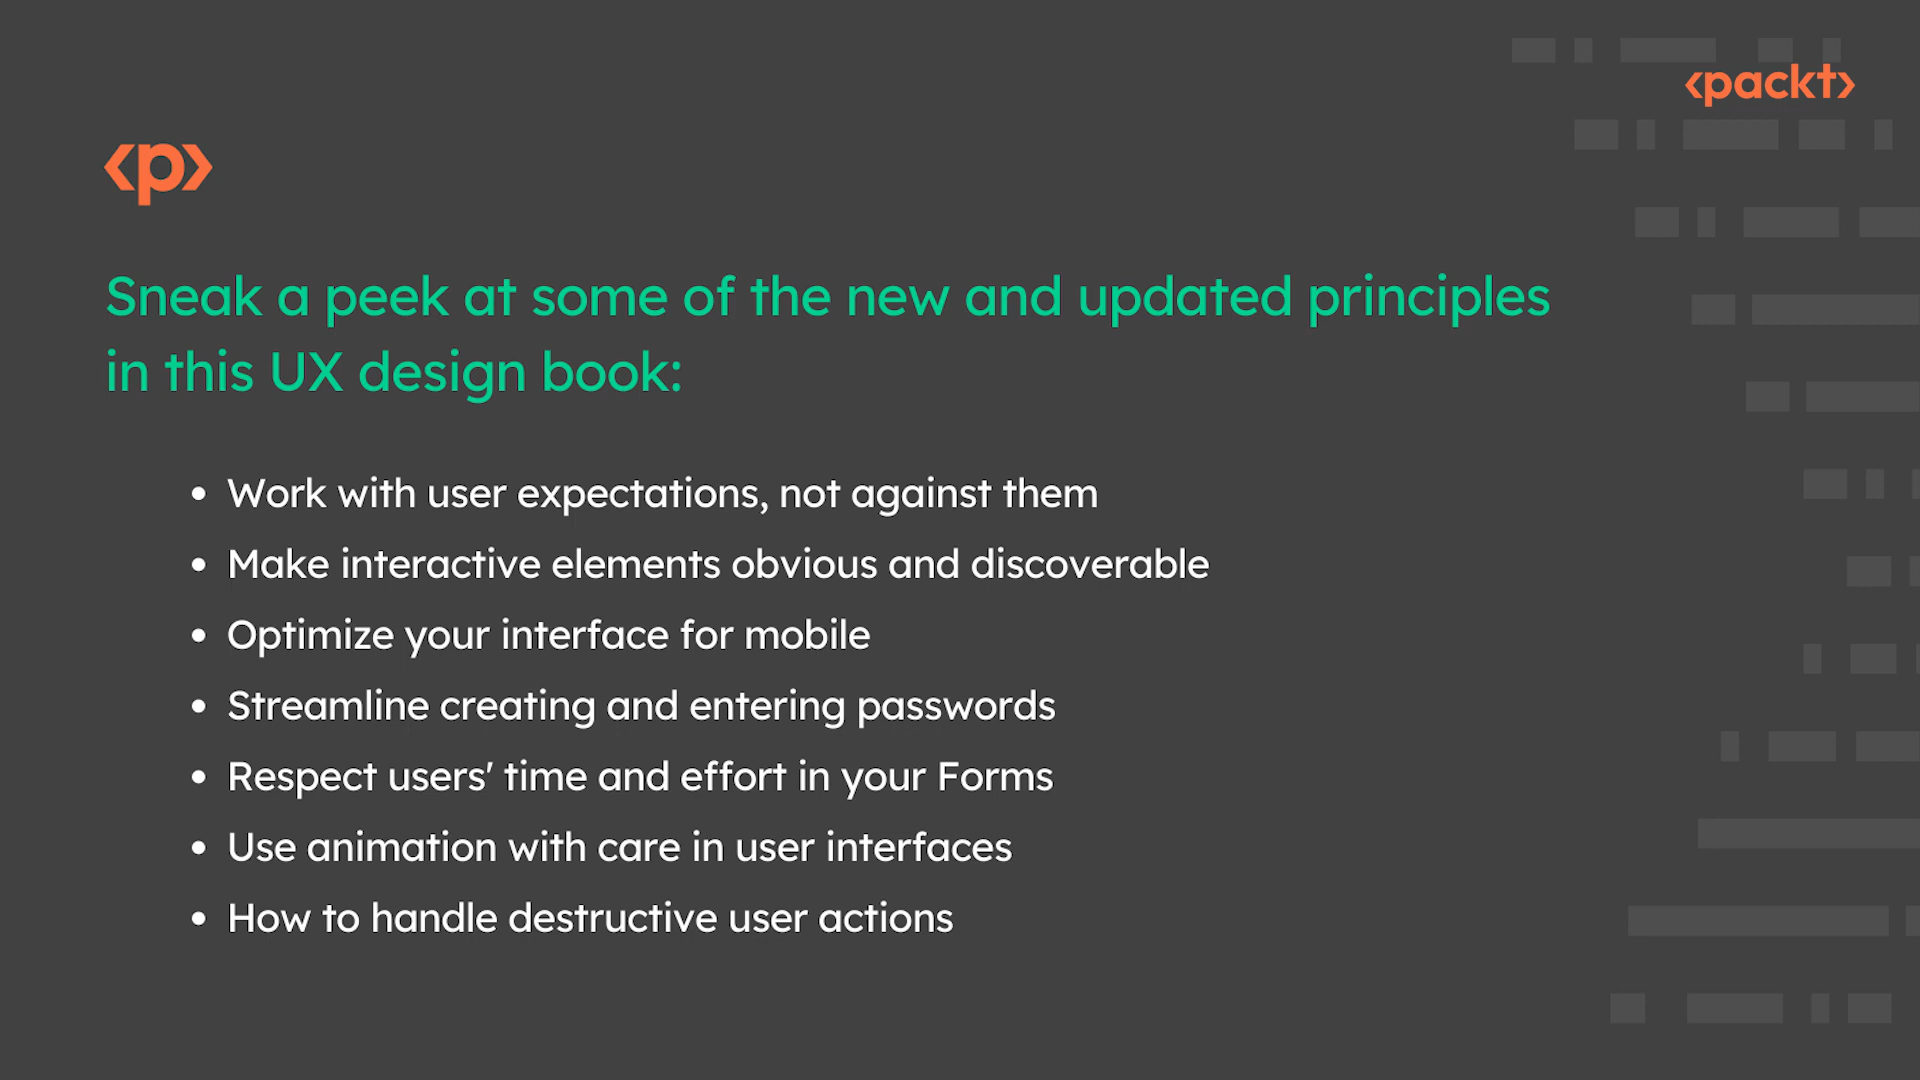 <packt>
<p>
Sneak a peek at some of the new and updated principles
in this UX design book:
• Work with user expectations, not against them
• Make interactive elements obvious and discoverable
• Optimize your interface for mobile
• Streamline creating and entering passwords
• Respect users' time and effort in your Forms
• Use animation with care in user interfaces
• How to handle destructive user actions